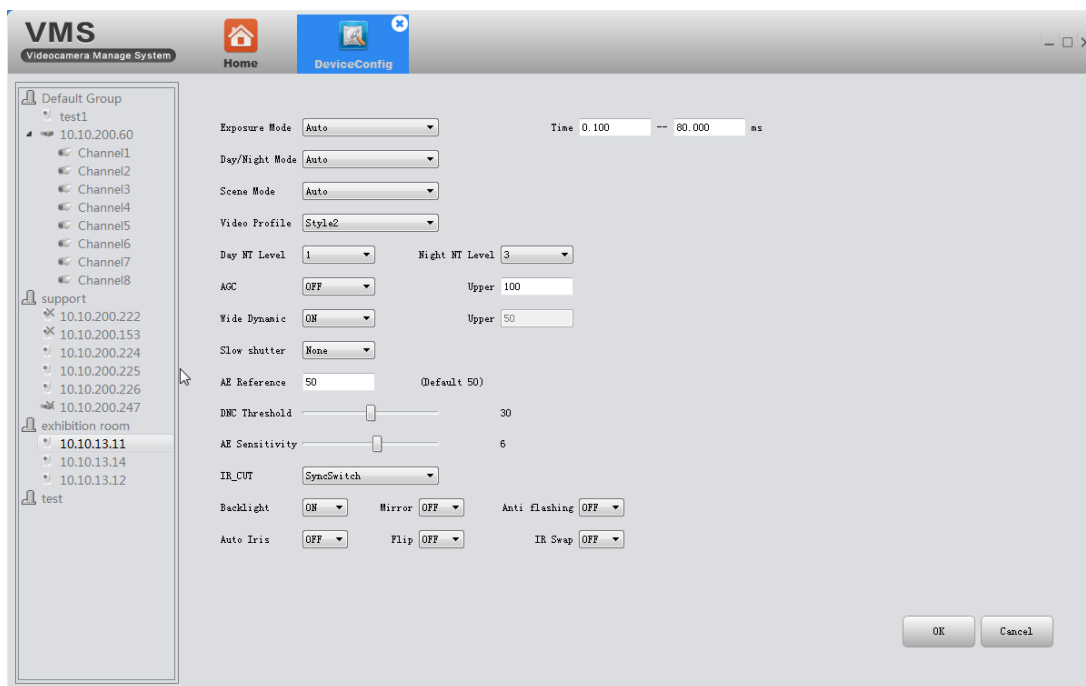 VMS
Videocamera Manage System
Home
DeviceConfig
Default Group
test1
10.10.200.60
Channel1
Channel2
Channel3
Channel4
Channel5
Channel6
Channel7
Channel8
support
10.10.200.222
10.10.200.153
10.10.200.224
10.10.200.225
10.10.200.226
10.10.200.247
exhibition room
10.10.13.11
10.10.13.14
10.10.13.12
test
Exposure Mode Auto Time 0.100 -- 80.000 ms
Day/Night Mode Auto
Scene Mode Auto
Video Profile Style2
Day NT Level 1 Night NT Level 3
AGC OFF Upper 100
Wide Dynamic ON Upper 50
Slow shutter None
AE Reference 50 (Default 50)
DNC Threshold 30
AE Sensitivity 6
IR_CUT SyncSwitch
Backlight ON Mirror OFF Anti flashing OFF
Auto Iris OFF Flip OFF IR Swap OFF
OK Cancel